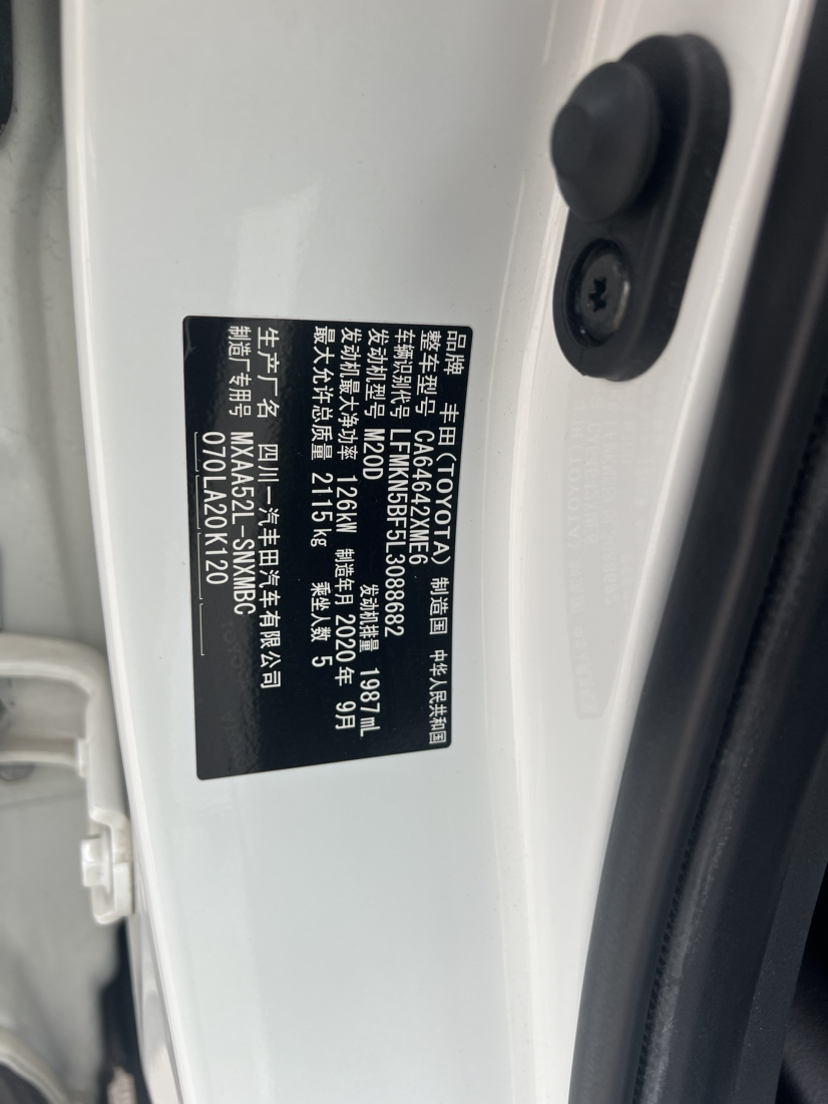 品牌 丰田(TOYOTA) 制造国 中华人民共和国
整车型号 CA64642XME6
车辆识别代号 LFMKN5BF5L3088682
发动机型号 M20D 发动机排量 1987mL
发动机最大净功率 126kW 制造年月 2020年 9月
最大允许总质量 2115kg 乘坐人数 5
生产厂名 四川一汽丰田汽车有限公司
制造厂专用号 MXAA52L-SNXMBC
070LA20K120